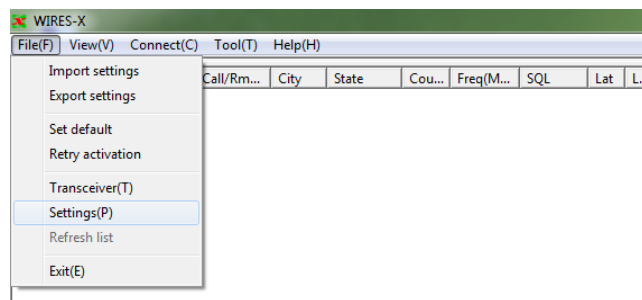 WIRES-X
File(F) View(V) Connect(C) Tool(T) Help(H)
Call/Rm... City State Cou... Freq(M... SQL Lat L.
Import settings
Export settings
Set default
Retry activation
Transceiver(T)
Settings(P)
Refresh list
Exit(E)